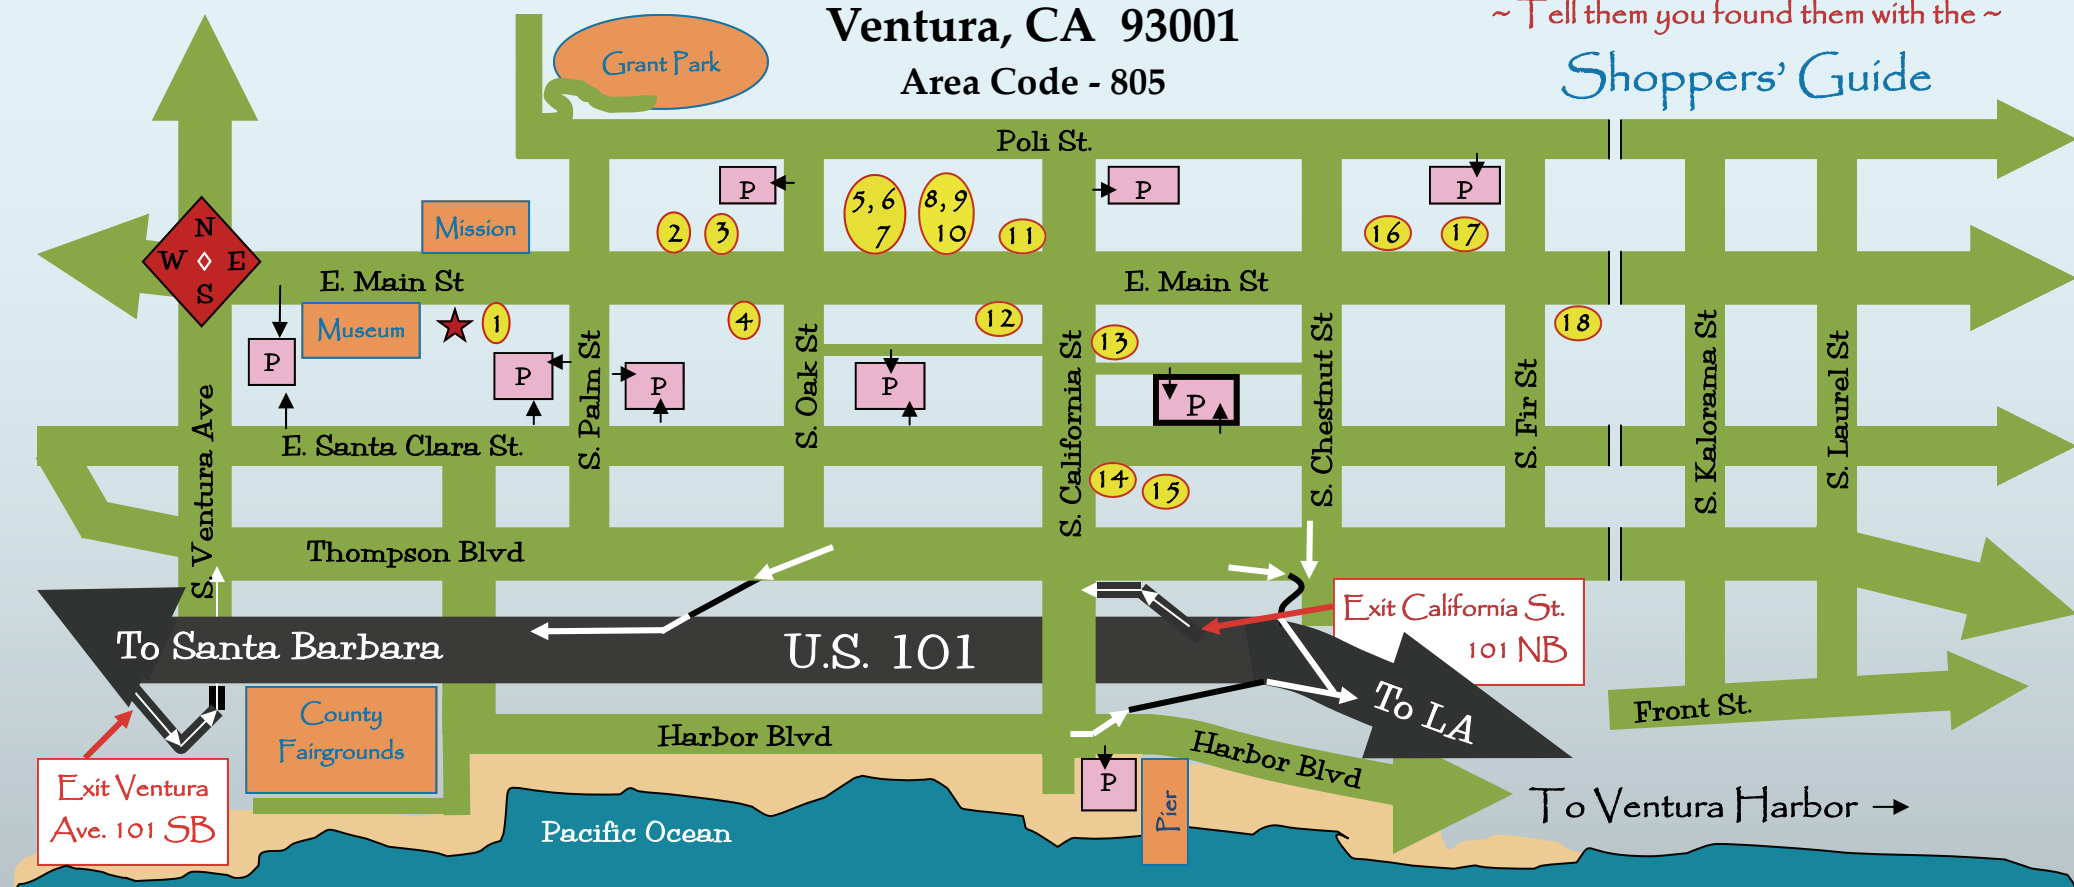 Ventura, CA 93001
Area Code - 805
~ Tell them you found them with the ~
Shoppers' Guide
Grant Park
Poli St.
P
P
P
Mission
2
3
5, 6
7
8, 9
10
11
16
17
N
W E
S
E. Main St
E. Main St
Museum
1
4
12
13
18
P
P
P
P
P
S. Ventura Ave
S. Palm St
S. Oak St
S. California St
S. Chestnut St
S. Fir St
S. Kalorama St
S. Laurel St
E. Santa Clara St.
14
15
Thompson Blvd
Exit California St.
101 NB
To Santa Barbara
U.S. 101
To LA
Front St.
County
Fairgrounds
Harbor Blvd
Harbor Blvd
P
Pier
Exit Ventura
Ave. 101 SB
Pacific Ocean
To Ventura Harbor